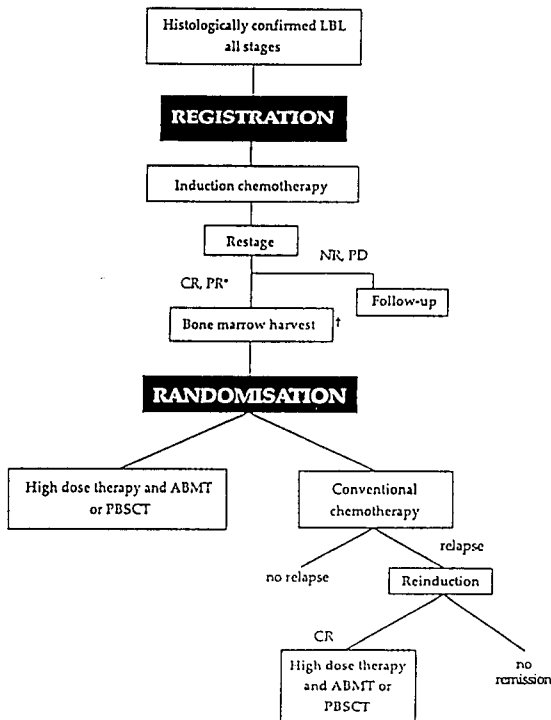 Histologically confirmed LBL
all stages
REGISTRATION
Induction chemotherapy
Restage
NR, PD
CR, PR*
Follow-up
Bone marrow harvest †
RANDOMISATION
High dose therapy and ABMT
or PBSCT
Conventional
chemotherapy
relapse
no relapse
Reinduction
CR
High dose therapy
and ABMT or
PBSCT
no
remission